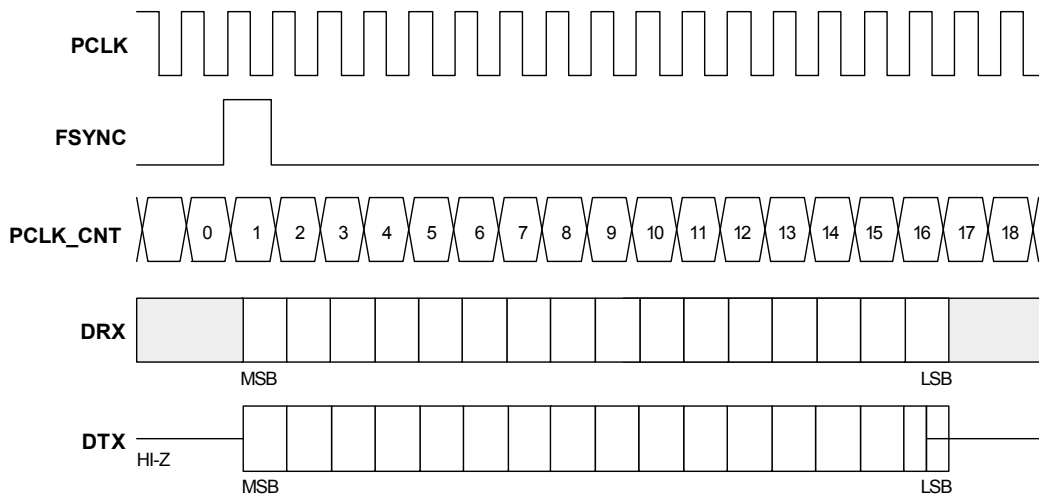 PCLK
FSYNC
PCLK_CNT 0 1 2 3 4 5 6 7 8 9 10 11 12 13 14 15 16 17 18
DRX
MSB LSB
DTX
HI-Z
MSB LSB